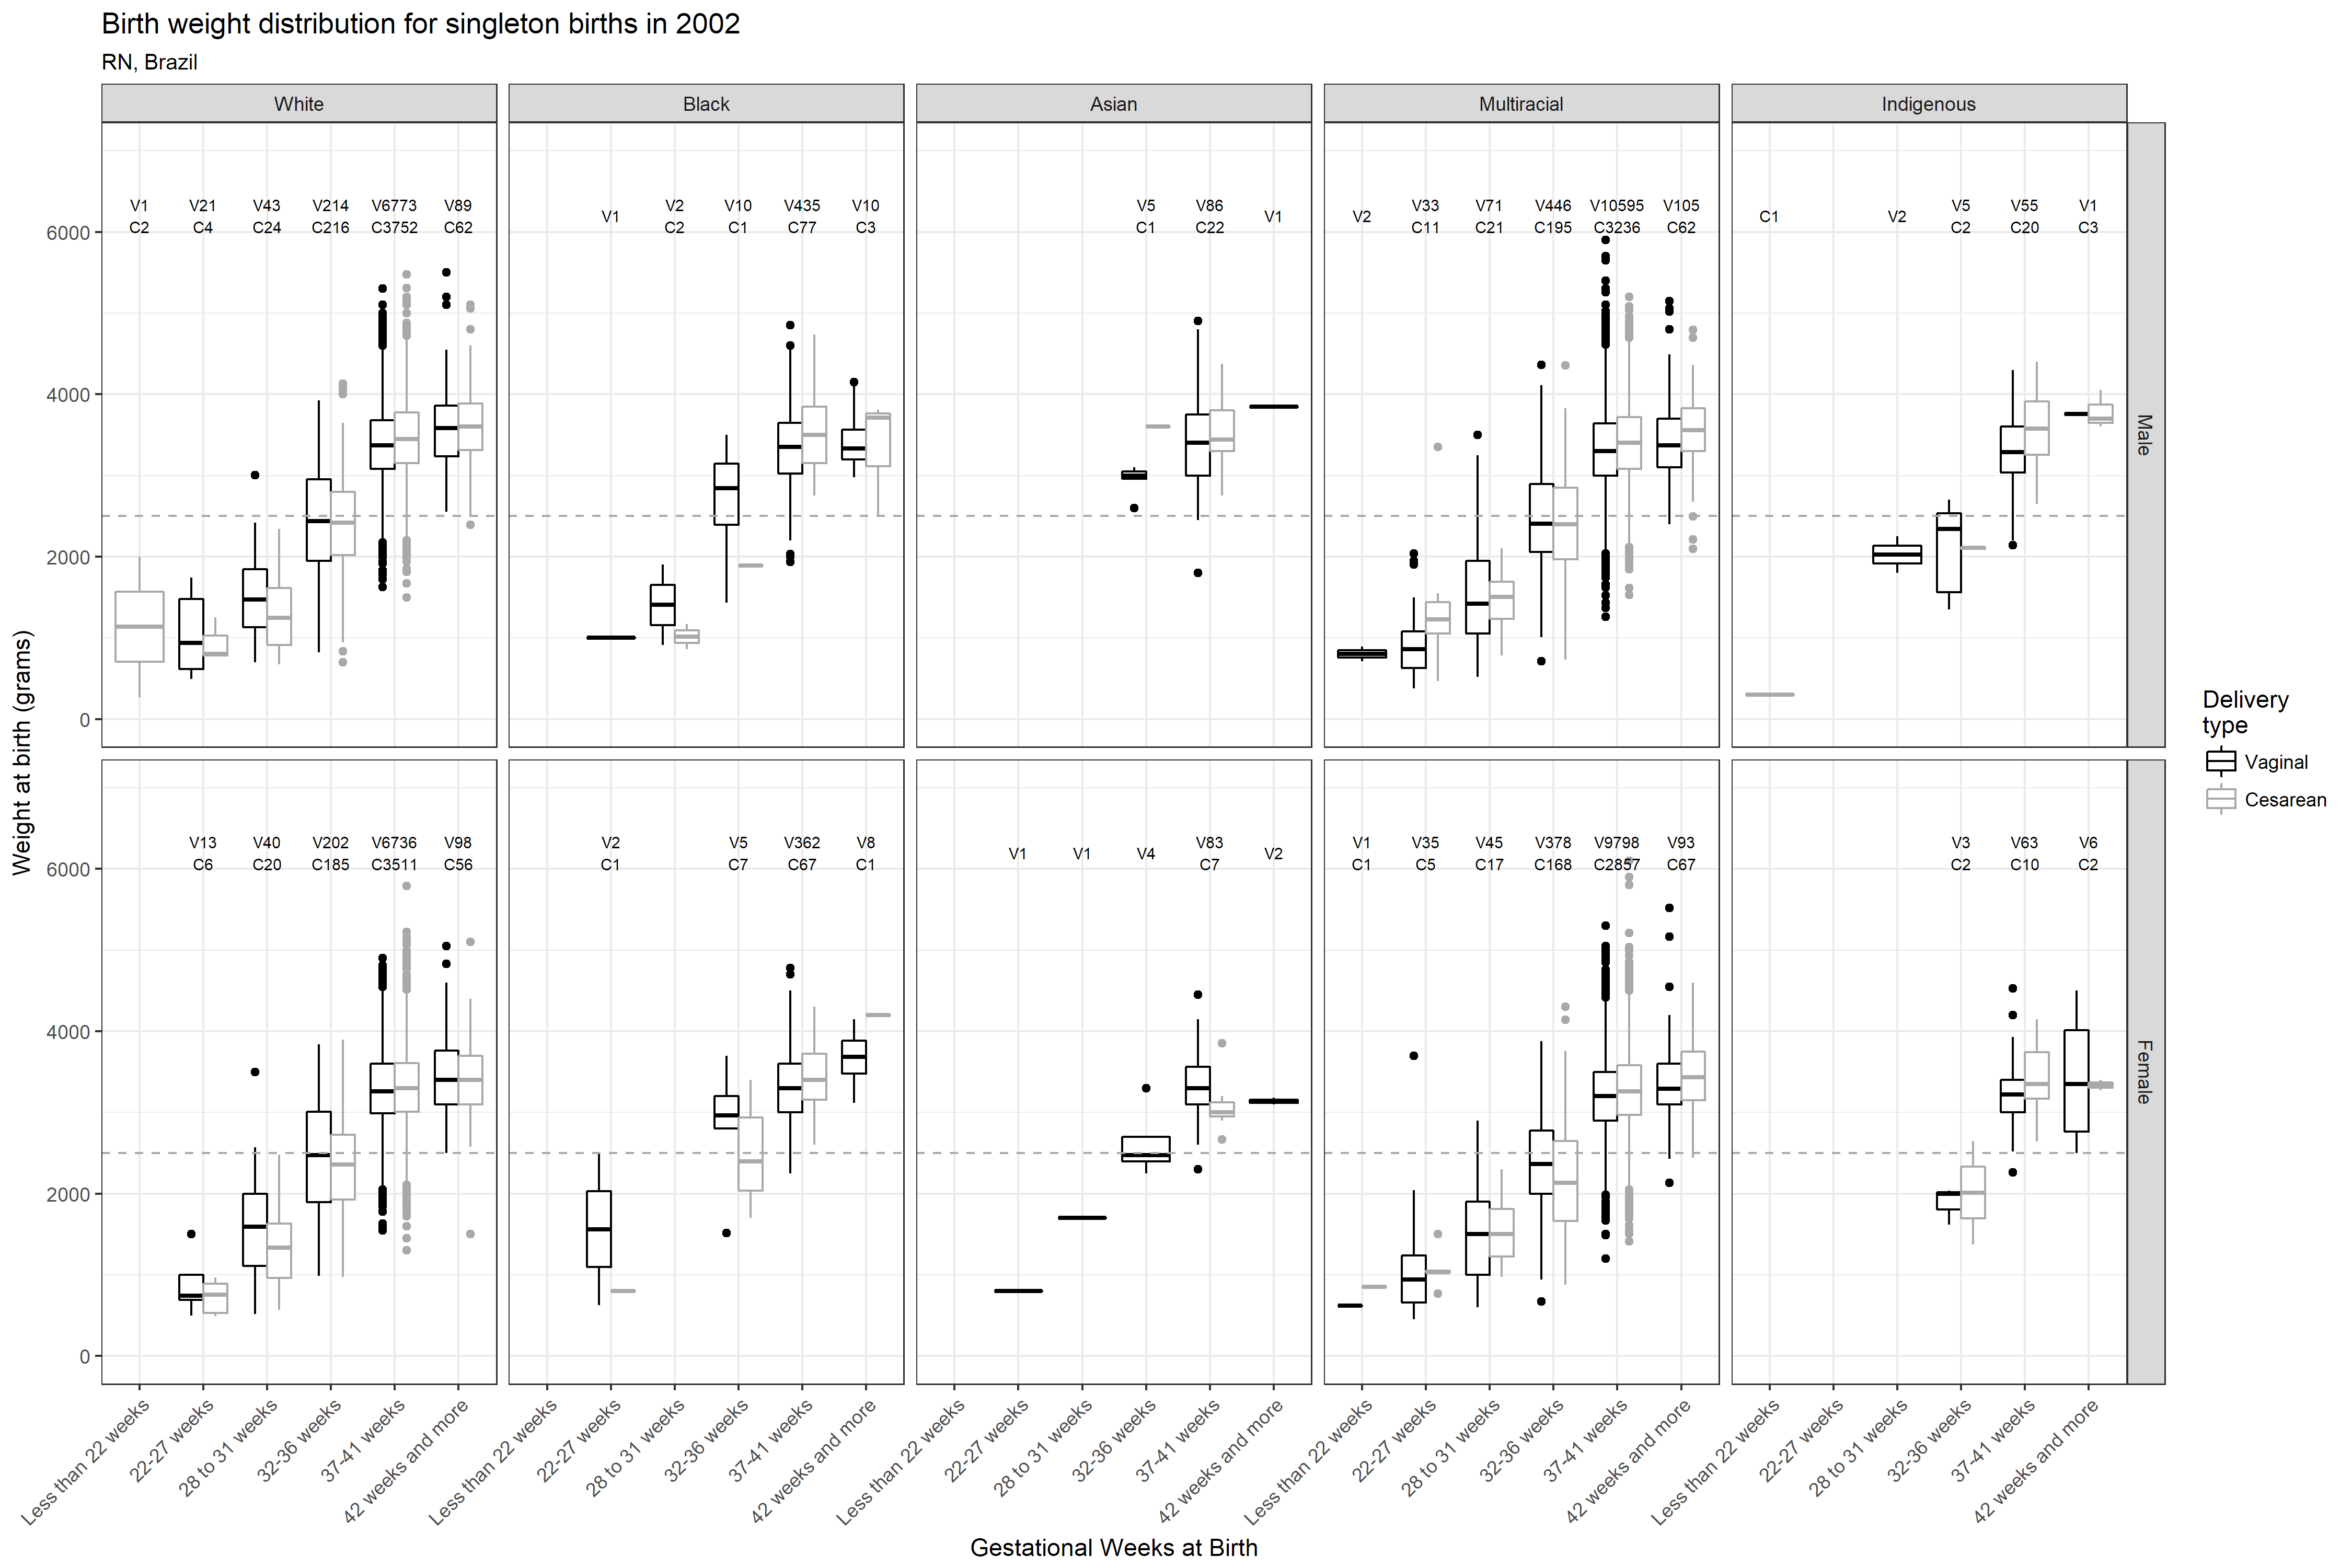 Birth weight distribution for singleton births in 2002
RN, Brazil
White Black Asian Multiracial Indigenous
V1 V21 V43 V214 V6773 V89
C2 C4 C24 C216 C3752 C62
V1 V2 V10 V435 V10
C2 C1 C77 C3
V5 V86 V1
C1 C22
V2 V33 V71 V446 V10595 V105
C11 C21 C195 C3236 C62
C1 V2 V5 V55 V1
C2 C20 C3
6000
4000
2000
0
Male
V13 V40 V202 V6736 V98
C6 C20 C185 C3511 C56
V2 V5 V362 V8
C1 C7 C67 C1
V1 V1 V4 V83 V2
C7
V1 V35 V45 V378 V9798 V93
C1 C5 C17 C168 C2857 C67
V3 V63 V6
C2 C10 C2
6000
4000
2000
0
Female
Weight at birth (grams)
Less than 22 weeks
22-27 weeks
28 to 31 weeks
32-36 weeks
37-41 weeks
42 weeks and more
Less than 22 weeks
22-27 weeks
28 to 31 weeks
32-36 weeks
37-41 weeks
42 weeks and more
Less than 22 weeks
22-27 weeks
28 to 31 weeks
32-36 weeks
37-41 weeks
42 weeks and more
Less than 22 weeks
22-27 weeks
28 to 31 weeks
32-36 weeks
37-41 weeks
42 weeks and more
Less than 22 weeks
22-27 weeks
28 to 31 weeks
32-36 weeks
37-41 weeks
42 weeks and more
Gestational Weeks at Birth
Delivery
type
Vaginal
Cesarean